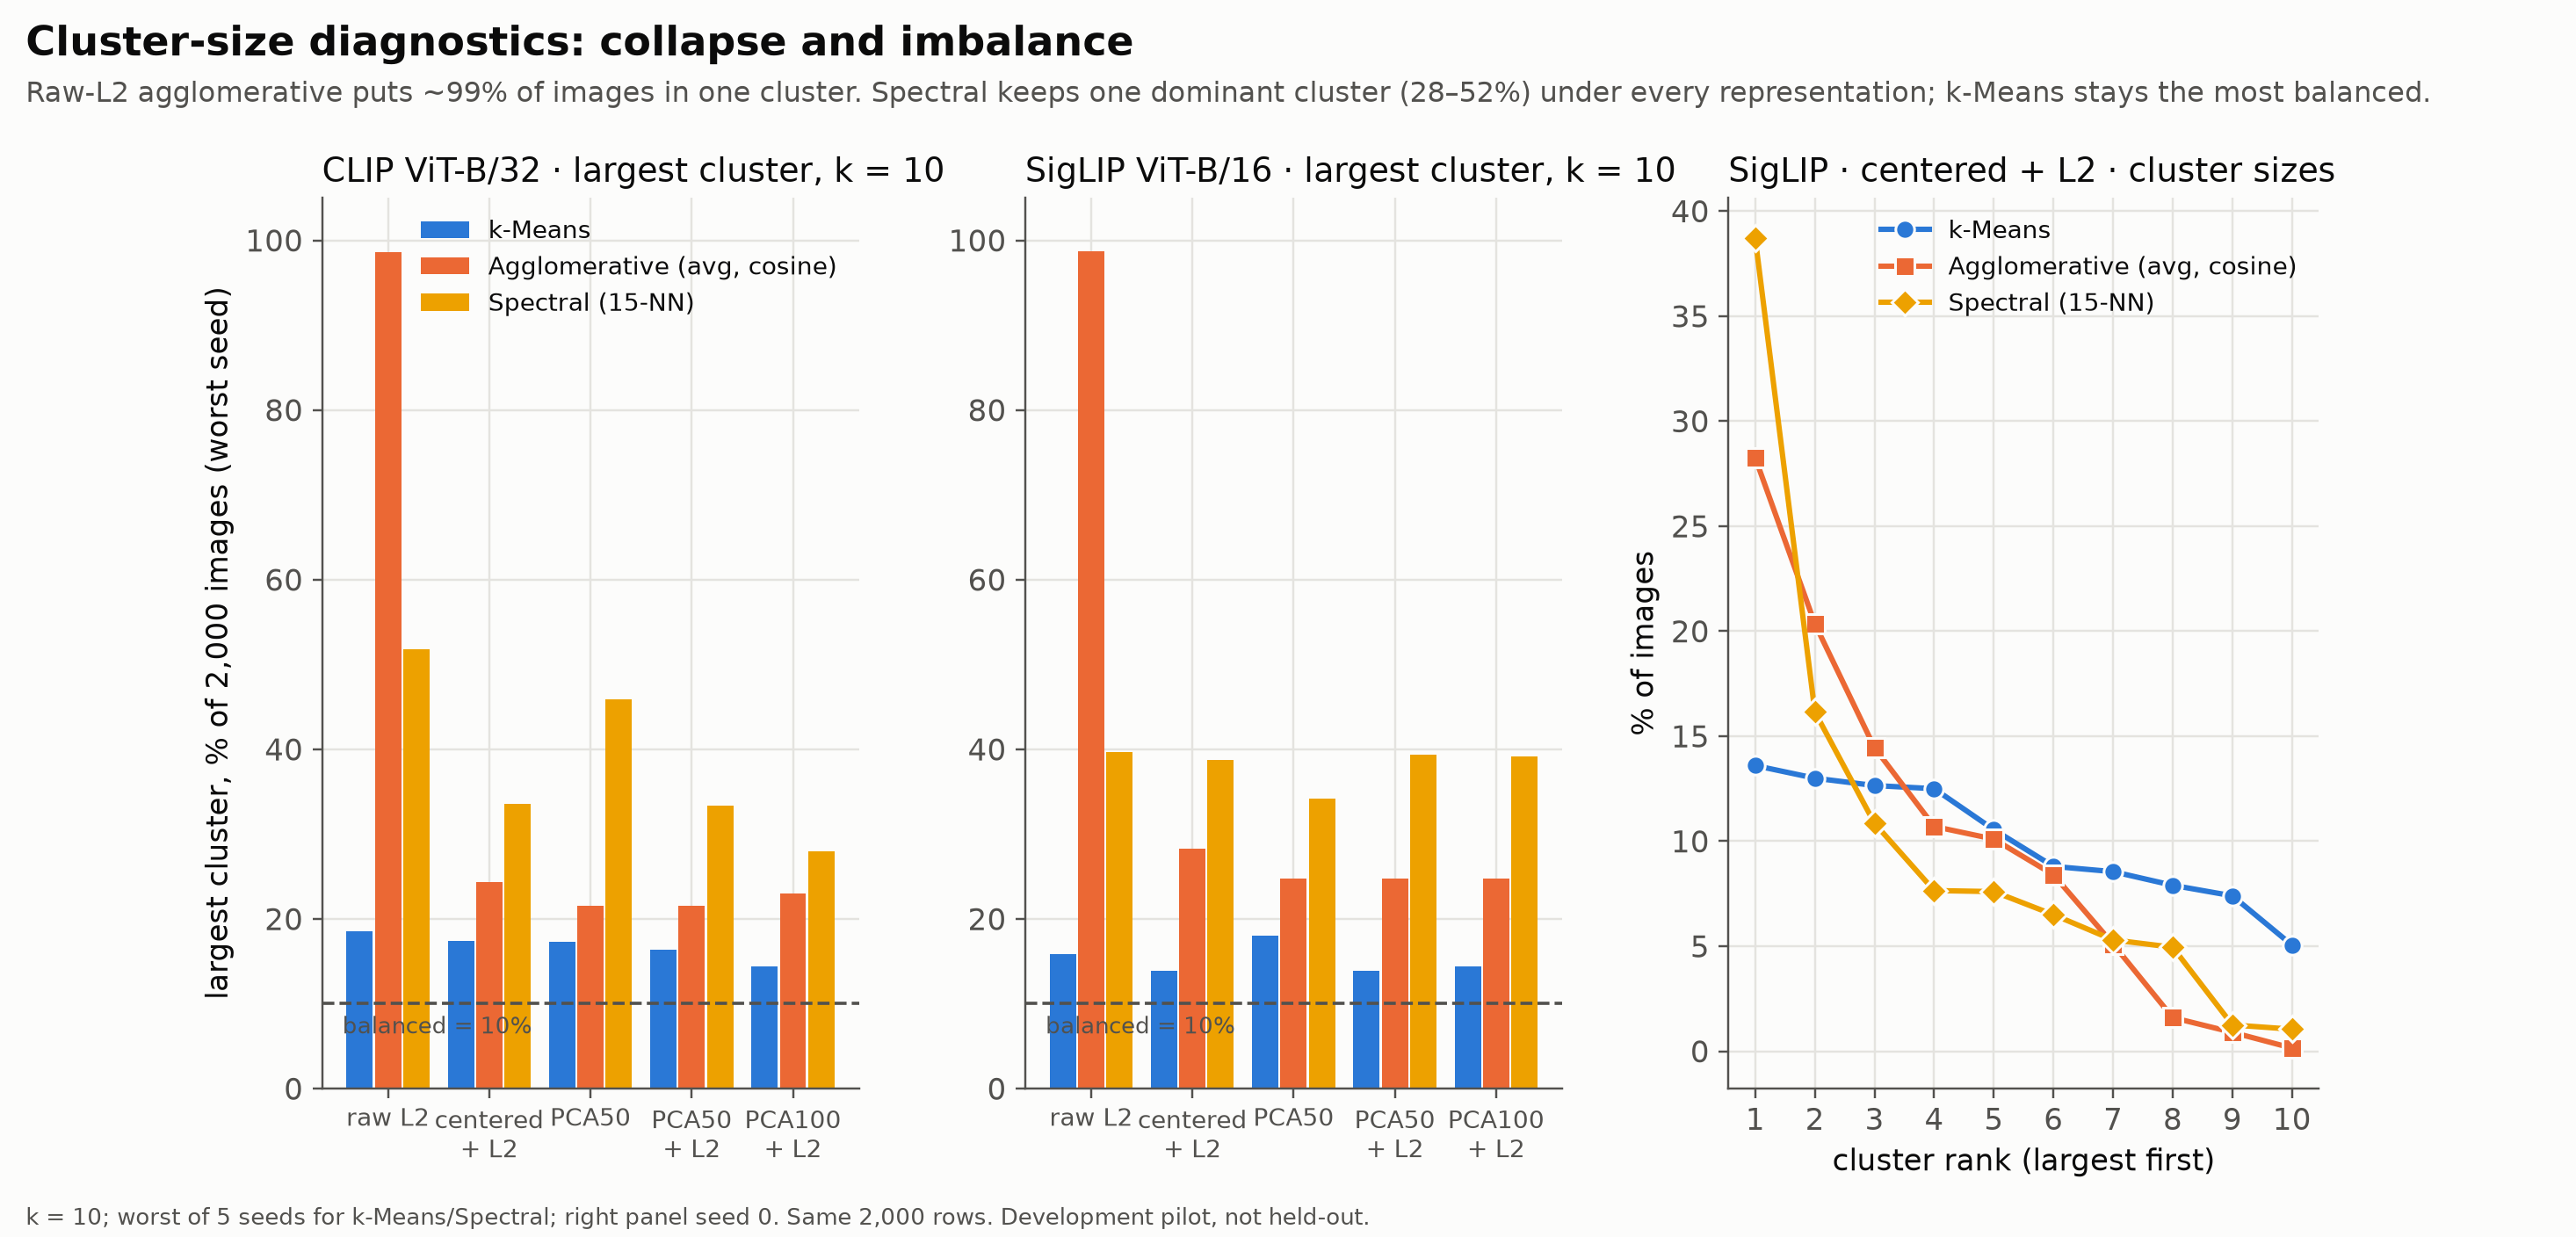 Cluster-size diagnostics: collapse and imbalance
Raw-L2 agglomerative puts ~99% of images in one cluster. Spectral keeps one dominant cluster (28–52%) under every representation; k-Means stays the most balanced.
CLIP ViT-B/32 · largest cluster, k = 10
largest cluster, % of 2,000 images (worst seed)
100
80
60
40
20
0
k-Means
Agglomerative (avg, cosine)
Spectral (15-NN)
balanced = 10%
raw L2
centered
+ L2
PCA50
PCA50
+ L2
PCA100
+ L2
SigLIP ViT-B/16 · largest cluster, k = 10
100
80
60
40
20
0
balanced = 10%
raw L2
centered
+ L2
PCA50
PCA50
+ L2
PCA100
+ L2
SigLIP · centered + L2 · cluster sizes
% of images
40
35
30
25
20
15
10
5
0
k-Means
Agglomerative (avg, cosine)
Spectral (15-NN)
1 2 3 4 5 6 7 8 9 10
cluster rank (largest first)
k = 10; worst of 5 seeds for k-Means/Spectral; right panel seed 0. Same 2,000 rows. Development pilot, not held-out.